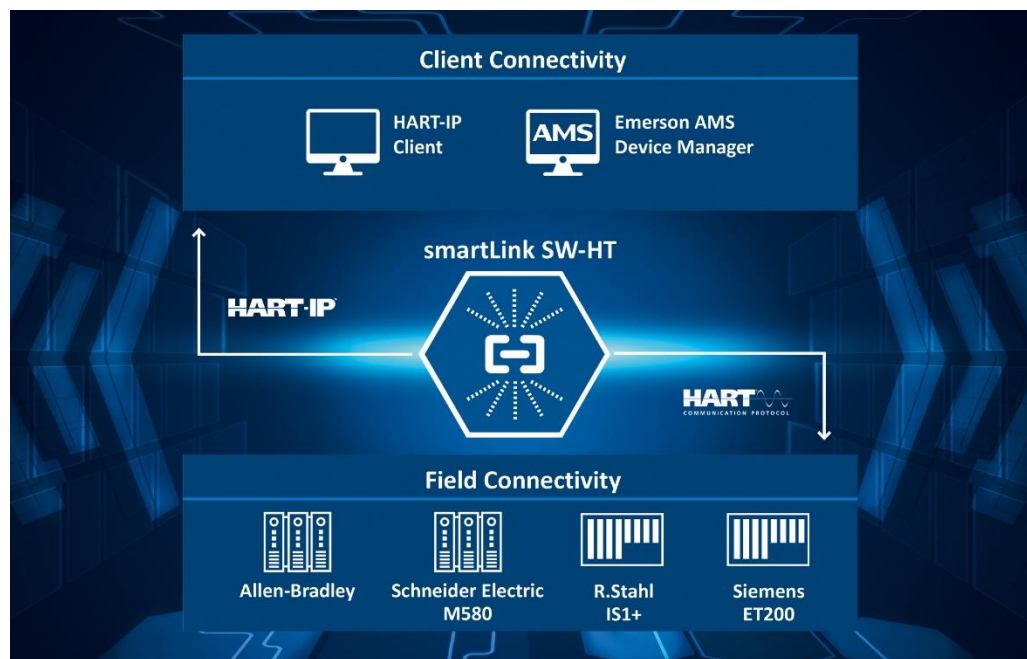 Client Connectivity
HART-IP
Client
AMS
Emerson AMS
Device Manager
smartLink SW-HT
HART-IP
HART
COMMUNICATION PROTOCOL
Field Connectivity
Allen-Bradley
Schneider Electric
M580
R.Stahl
IS1+
Siemens
ET200